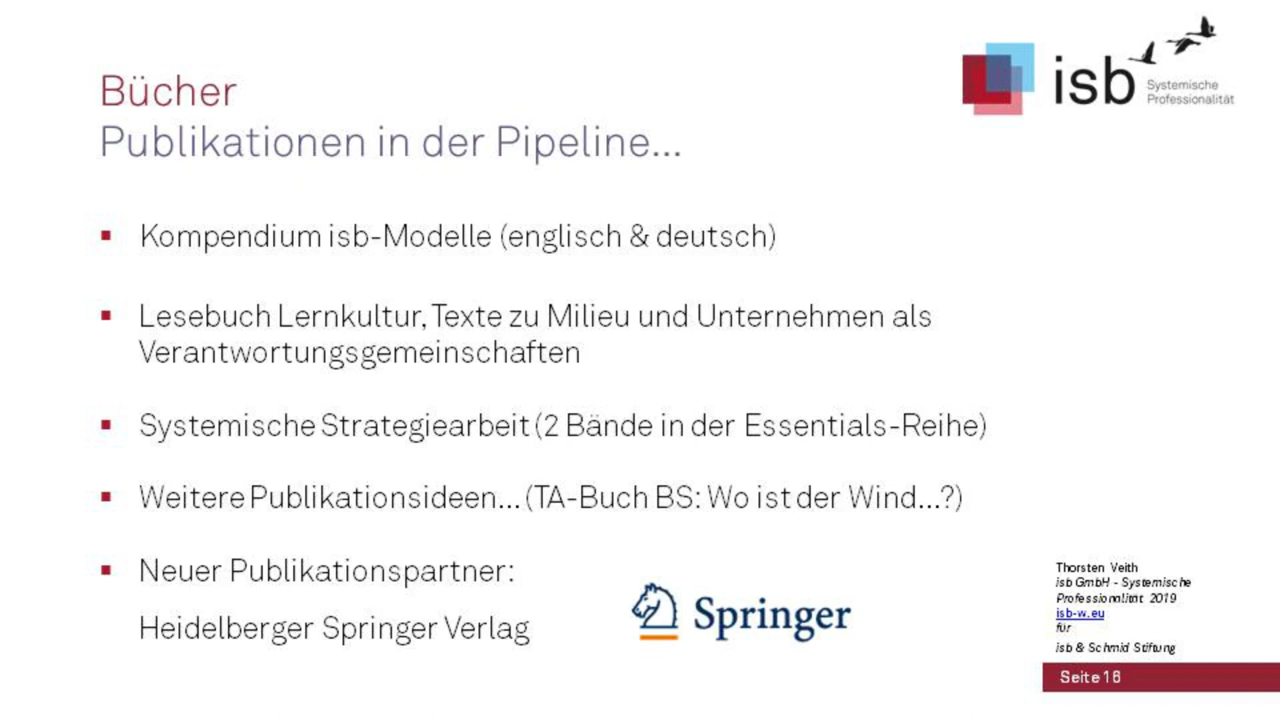 Bücher
Publikationen in der Pipeline...
isb Systemische
Professionalität
▪ Kompendium isb-Modelle (englisch & deutsch)
▪ Lesebuch Lernkultur, Texte zu Milieu und Unternehmen als
Verantwortungsgemeinschaften
▪ Systemische Strategiearbeit (2 Bände in der Essentials-Reihe)
▪ Weitere Publikationsideen... (TA-Buch BS: Wo ist der Wind...?)
▪ Neuer Publikationspartner:
Heidelberger Springer Verlag
Springer
Thorsten Veith
isb GmbH - Systemische
Professionalität 2019
isb-w.eu
für
isb & Schmid Stiftung
Seite 16